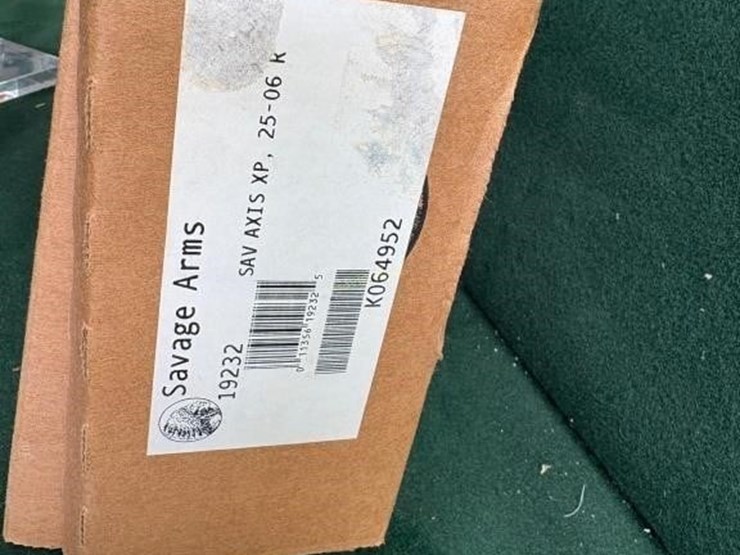 Savage Arms
19232
SAV AXIS XP, 25-06 R
0 11356 19232 5
K064952